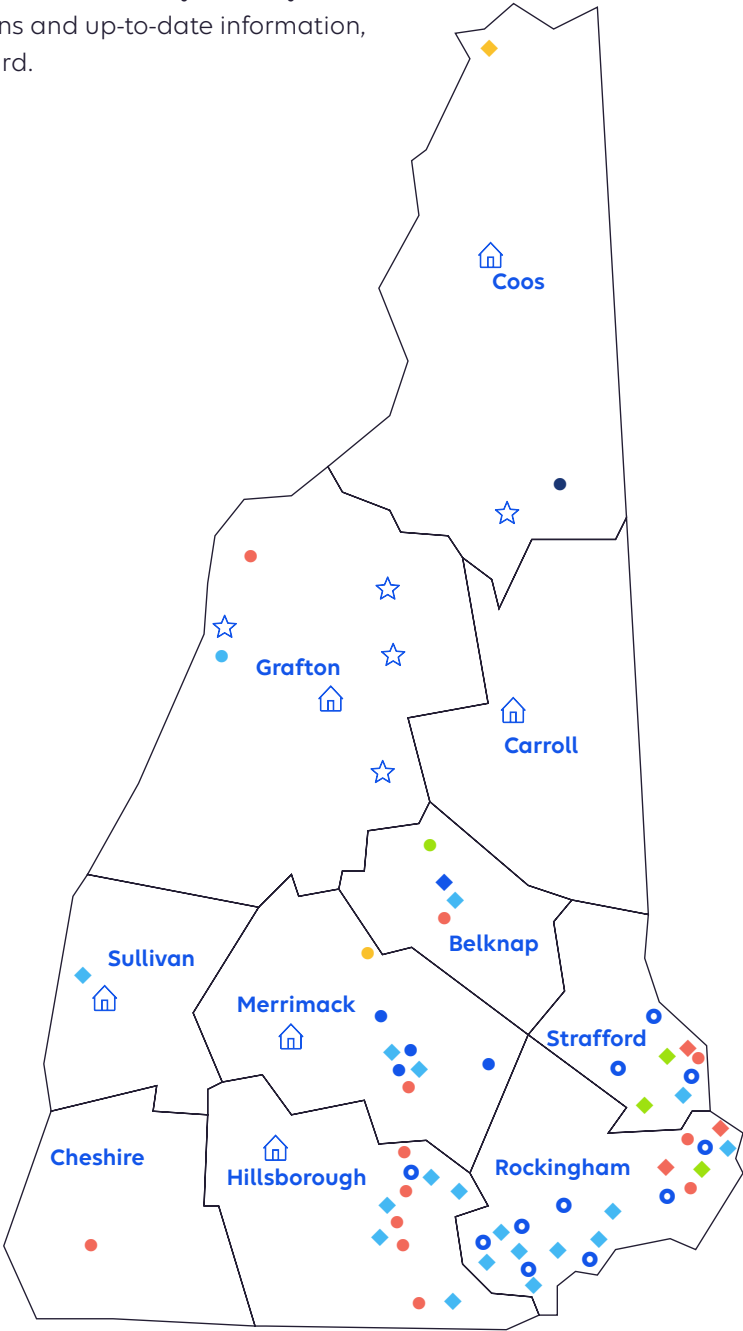 ns and up-to-date information,
rd.
Coos
Grafton
Carroll
Belknap
Sullivan
Merrimack
Strafford
Cheshire
Hillsborough
Rockingham